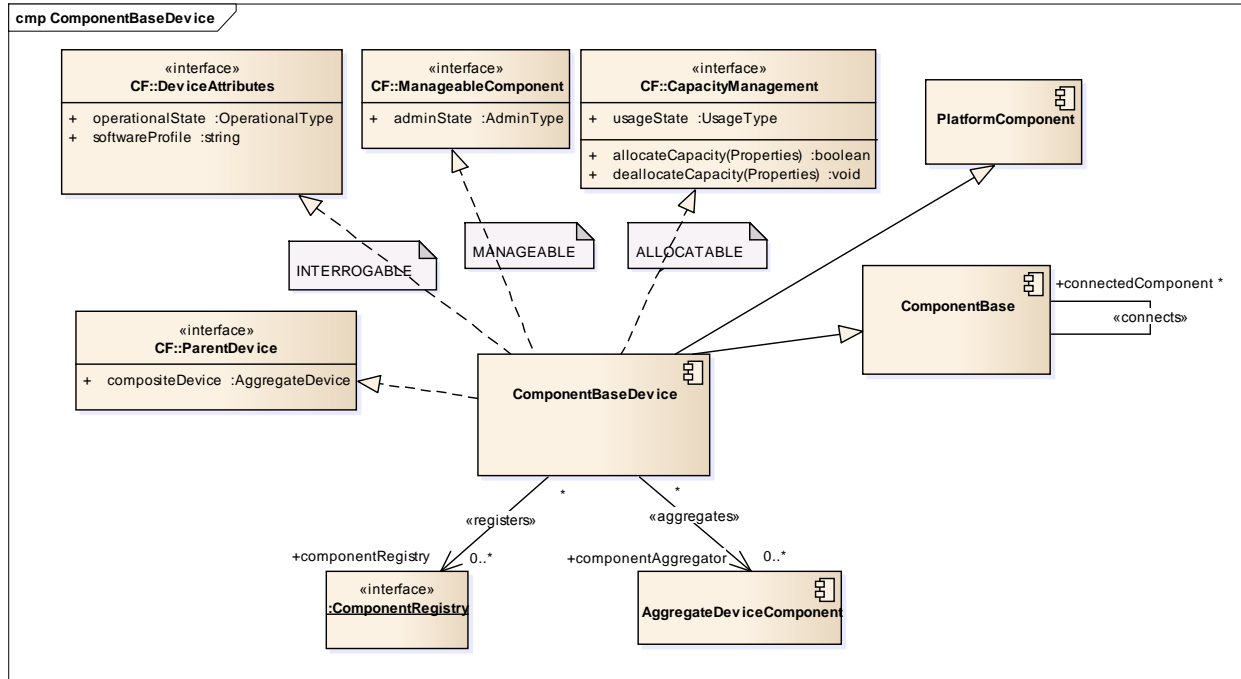 cmp ComponentBaseDevice
«interface»
CF::DeviceAttributes
+ operationalState :OperationalType
+ softwareProfile :string
«interface»
CF::ManageableComponent
+ adminState :AdminType
«interface»
CF::CapacityManagement
+ usageState :UsageType
+ allocateCapacity(Properties) :boolean
+ deallocateCapacity(Properties) :void
PlatformComponent
INTERROGABLE
MANAGEABLE
ALLOCATABLE
ComponentBase
+connectedComponent *
«connects»
«interface»
CF::ParentDevice
+ compositeDevice :AggregateDevice
ComponentBaseDevice
*
«registers»
+componentRegistry
0..*
*
«aggregates»
+componentAggregator
0..*
«interface»
:ComponentRegistry
AggregateDeviceComponent